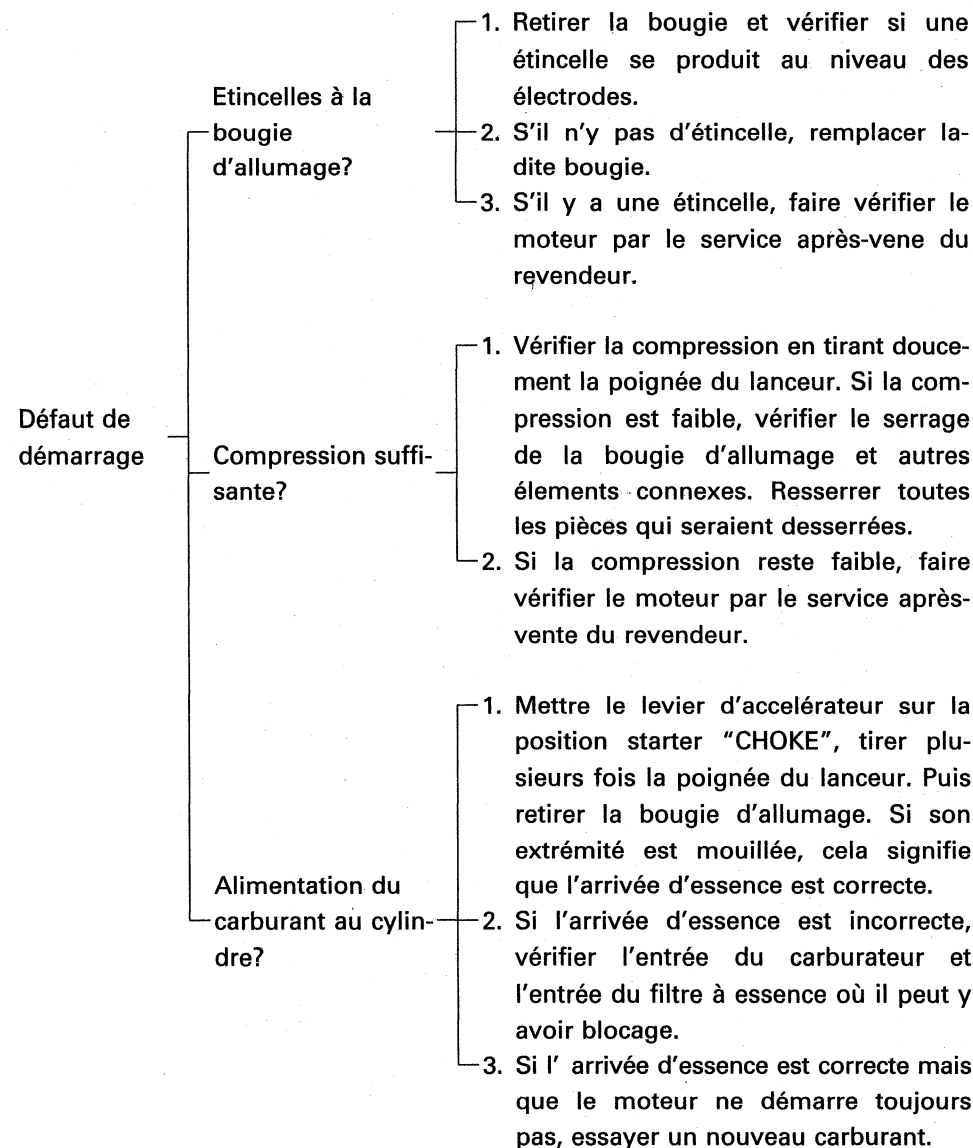 Défaut de
démarrage
Etincelles à la
bougie
d'allumage?
1. Retirer la bougie et vérifier si une
étincelle se produit au niveau des
électrodes.
2. S'il n'y pas d'étincelle, remplacer la-
dite bougie.
3. S'il y a une étincelle, faire vérifier le
moteur par le service après-vene du
revendeur.
Compression suffi-
sante?
1. Vérifier la compression en tirant douce-
ment la poignée du lanceur. Si la com-
pression est faible, vérifier le serrage
de la bougie d'allumage et autres
élements connexes. Resserrer toutes
les pièces qui seraient desserrées.
2. Si la compression reste faible, faire
vérifier le moteur par le service après-
vente du revendeur.
Alimentation du
carburant au cylin-
dre?
1. Mettre le levier d'accelérateur sur la
position starter "CHOKE", tirer plu-
sieurs fois la poignée du lanceur. Puis
retirer la bougie d'allumage. Si son
extrémité est mouillée, cela signifie
que l'arrivée d'essence est correcte.
2. Si l'arrivée d'essence est incorrecte,
vérifier l'entrée du carburateur et
l'entrée du filtre à essence où il peut y
avoir blocage.
3. Si l' arrivée d'essence est correcte mais
que le moteur ne démarre toujours
pas, essayer un nouveau carburant.